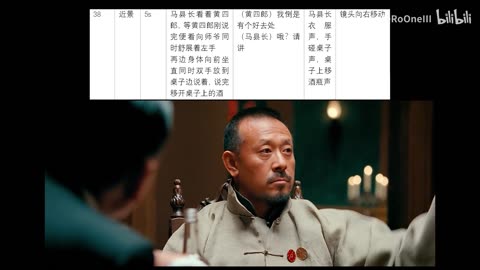 RoOneIII bilibili
38
近景
5s
马县长看着黄四
郎，等黄四郎刚说
完便看向师爷同
时舒展着左手
再边身体向前坐
直同时双手放到
桌子边说着，说完
移开桌子上的酒
（黄四郎）我倒是
有个好去处
（马县长）哦？请
讲
马县长
衣服
声，手
碰桌子
声，桌
子上移
酒瓶声
镜头向右移动